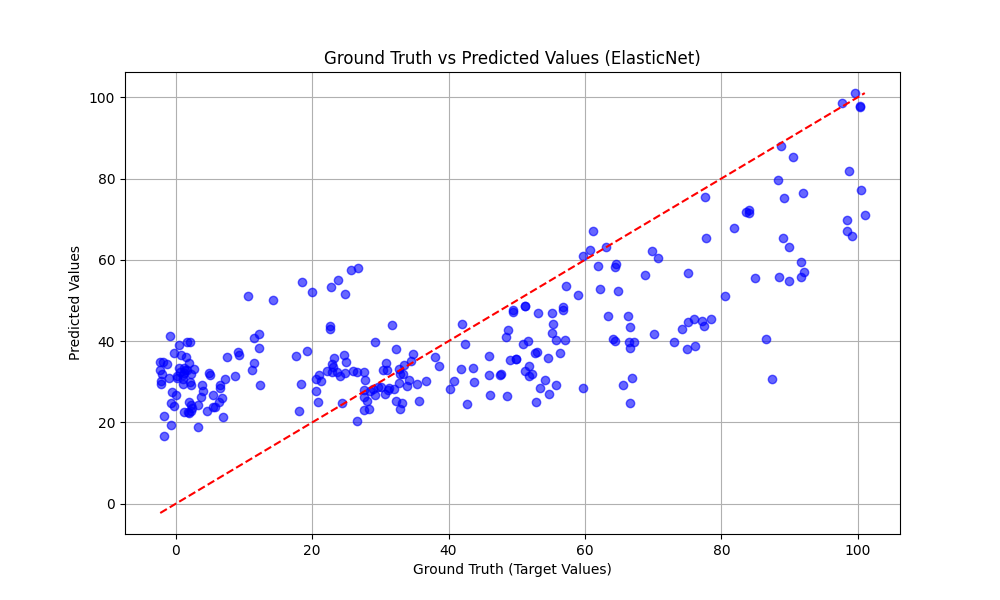 Ground Truth vs Predicted Values (ElasticNet)
Predicted Values
100
80
60
40
20
0
0 20 40 60 80 100
Ground Truth (Target Values)